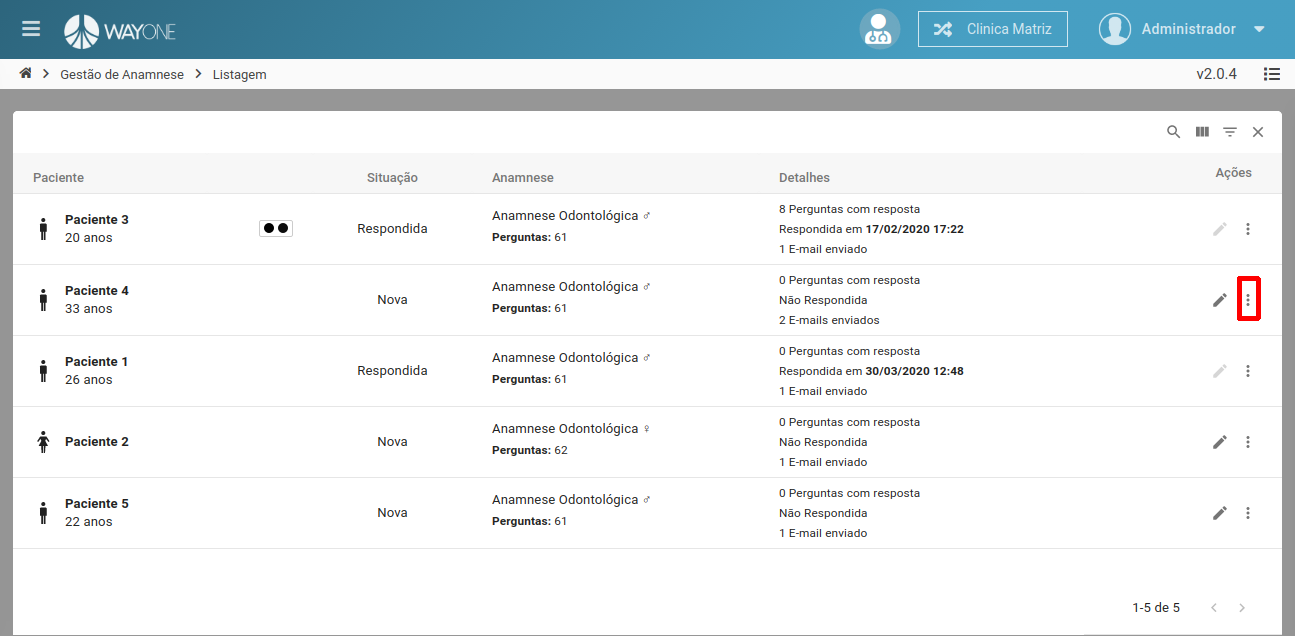 WAYONE
Clinica Matriz
Administrador
Gestão de Anamnese
Listagem
v2.0.4
Paciente
Situação
Anamnese
Detalhes
Ações
Paciente 3
20 anos
Respondida
Anamnese Odontológica ♂
Perguntas: 61
8 Perguntas com resposta
Respondida em 17/02/2020 17:22
1 E-mail enviado
Paciente 4
33 anos
Nova
Anamnese Odontológica ♂
Perguntas: 61
0 Perguntas com resposta
Não Respondida
2 E-mails enviados
Paciente 1
26 anos
Respondida
Anamnese Odontológica ♂
Perguntas: 61
0 Perguntas com resposta
Respondida em 30/03/2020 12:48
1 E-mail enviado
Paciente 2
Nova
Anamnese Odontológica ♀
Perguntas: 62
0 Perguntas com resposta
Não Respondida
1 E-mail enviado
Paciente 5
22 anos
Nova
Anamnese Odontológica ♂
Perguntas: 61
0 Perguntas com resposta
Não Respondida
1 E-mail enviado
1-5 de 5